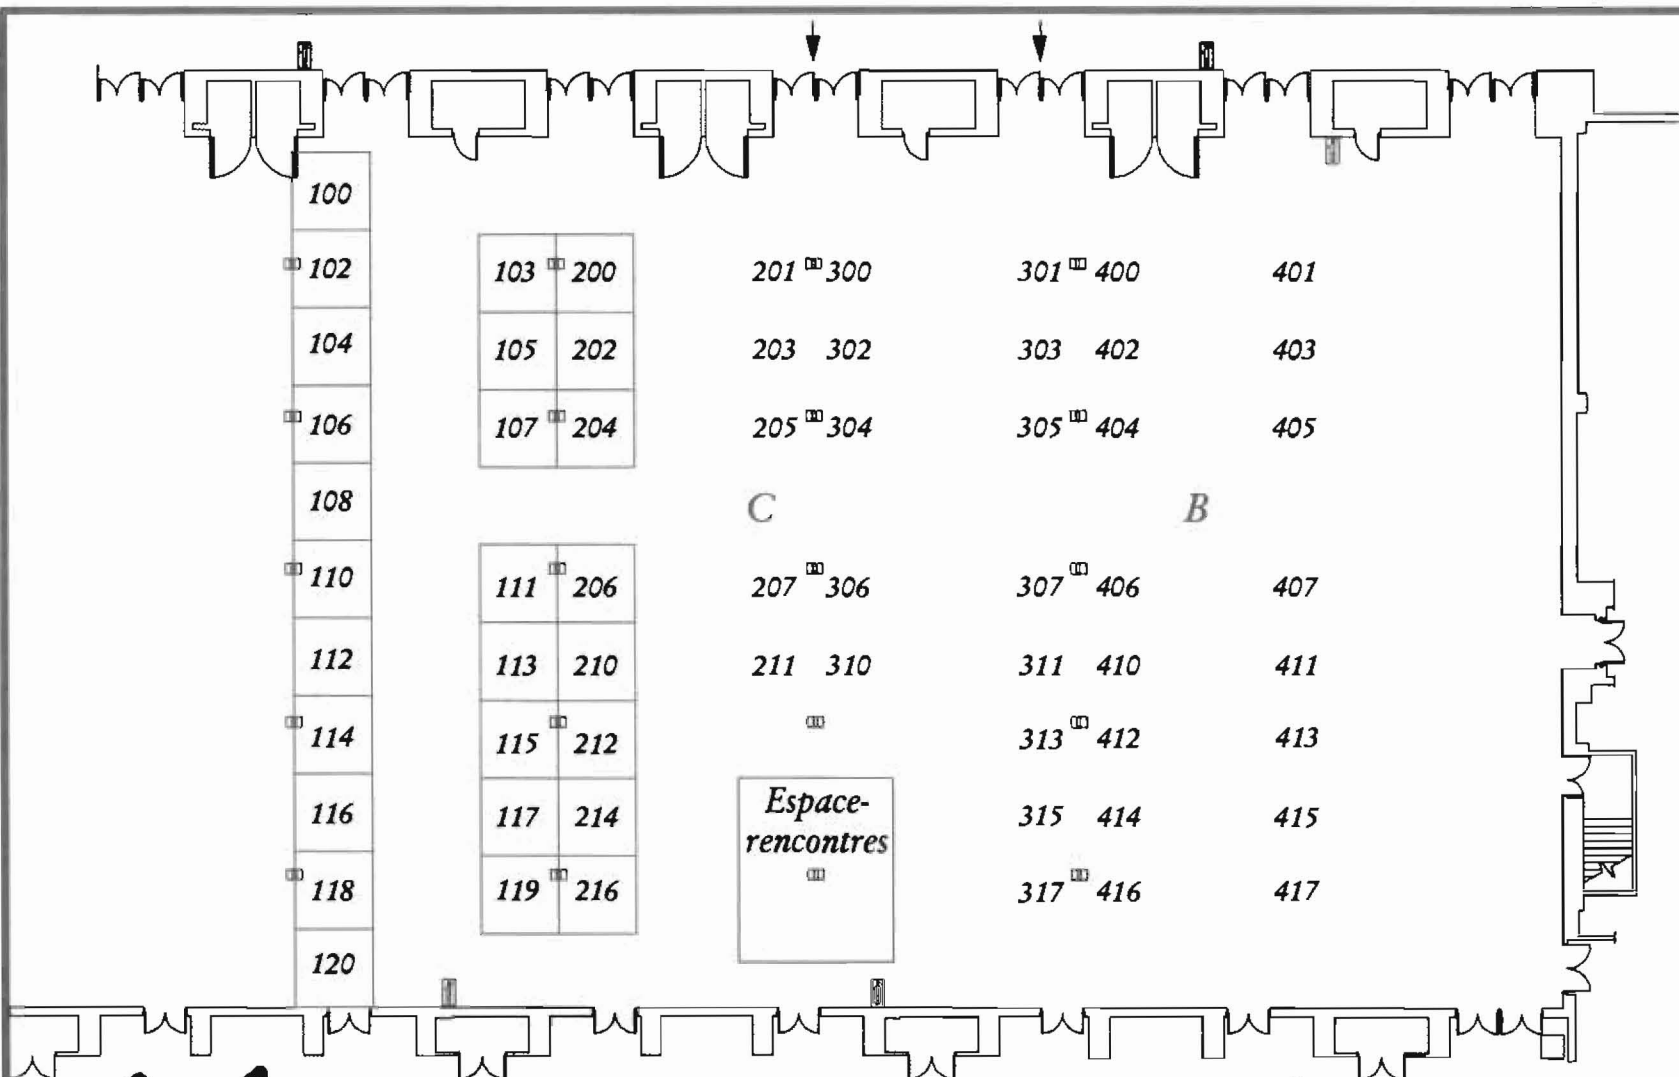 100
102 103 200 201 300 301 400 401
104 105 202 203 302 303 402 403
106 107 204 205 304 305 404 405
108 C B
110 111 206 207 306 307 406 407
112 113 210 211 310 311 410 411
114 115 212 313 412 413
116 117 214 Espace- 315 414 415
rencontres
118 119 216 317 416 417
120